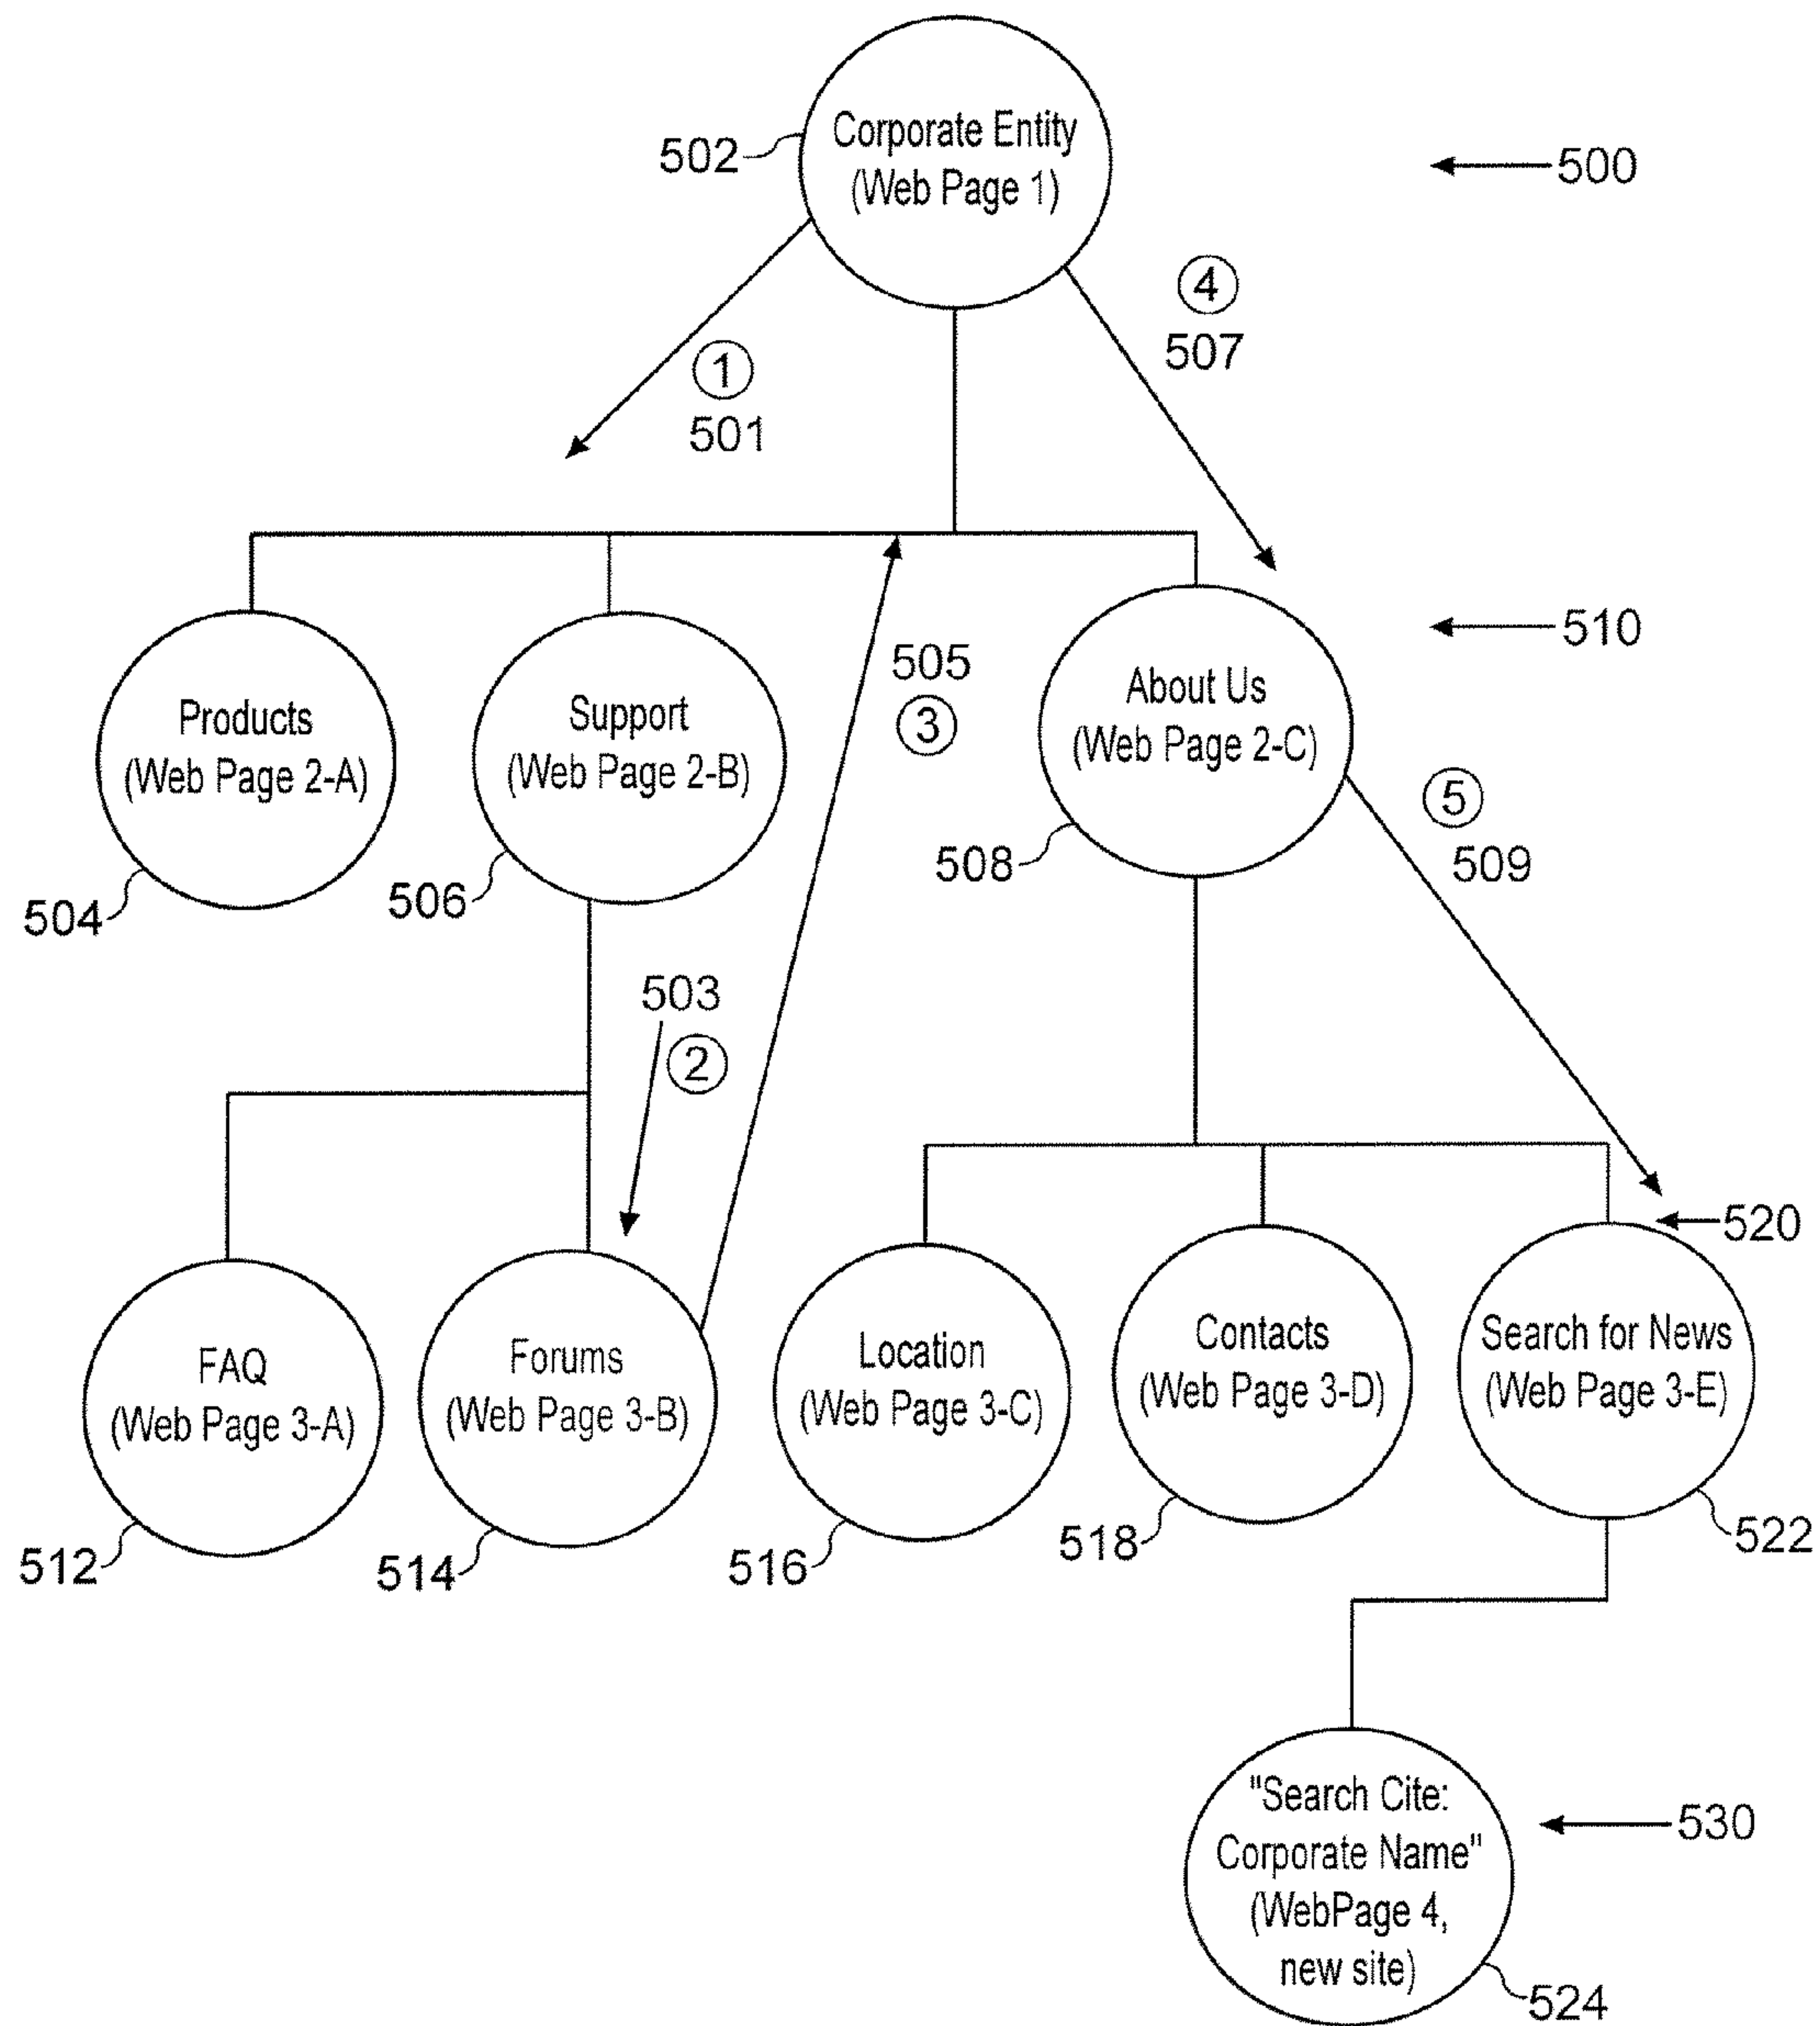 Corporate Entity
(Web Page 1)
502
500
4
507
1
501
510
505
3
Products
(Web Page 2-A)
504
Support
(Web Page 2-B)
506
About Us
(Web Page 2-C)
508
5
509
503
2
520
FAQ
(Web Page 3-A)
512
Forums
(Web Page 3-B)
514
Location
(Web Page 3-C)
516
Contacts
(Web Page 3-D)
518
Search for News
(Web Page 3-E)
522
"Search Cite:
Corporate Name"
(WebPage 4,
new site)
530
524